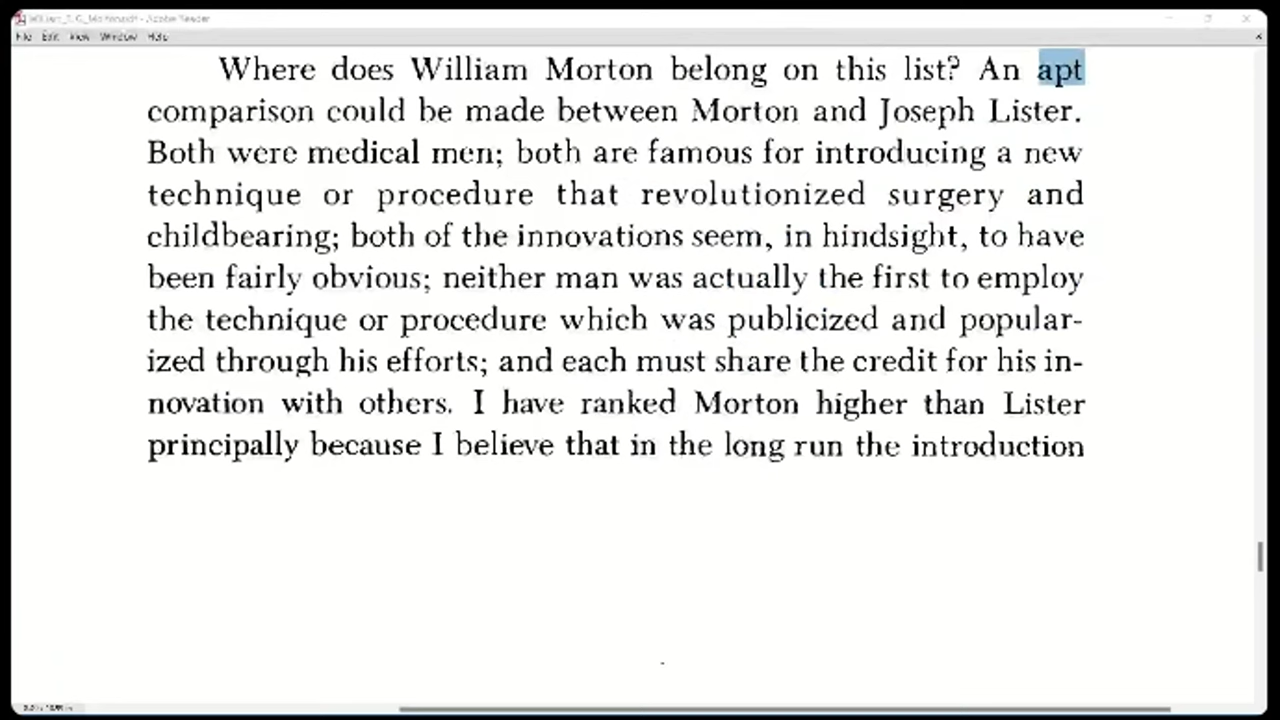 File Edit View Window Help
Where does William Morton belong on this list? An apt
comparison could be made between Morton and Joseph Lister.
Both were medical men; both are famous for introducing a new
technique or procedure that revolutionized surgery and
childbearing; both of the innovations seem, in hindsight, to have
been fairly obvious; neither man was actually the first to employ
the technique or procedure which was publicized and popular-
ized through his efforts; and each must share the credit for his in-
novation with others. I have ranked Morton higher than Lister
principally because I believe that in the long run the introduction